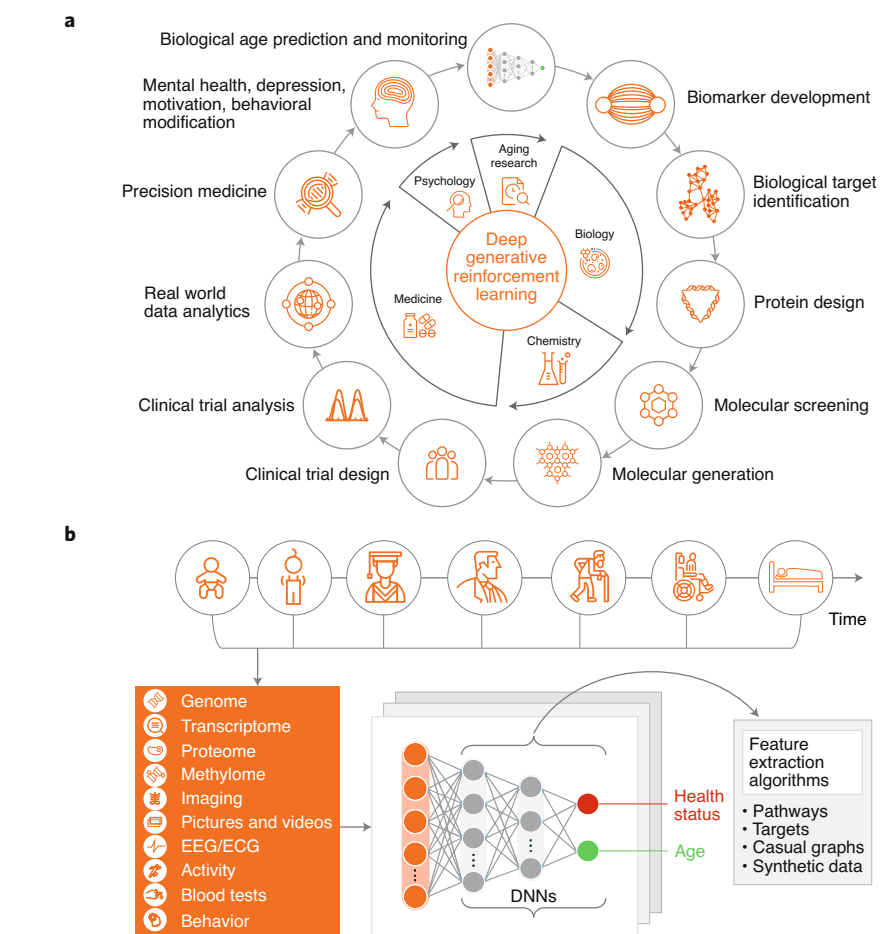 a
Biological age prediction and monitoring
Mental health, depression,
motivation, behavioral
modification
Biomarker development
Precision medicine
Biological target
identification
Real world
data analytics
Protein design
Clinical trial analysis
Molecular screening
Clinical trial design
Molecular generation
Aging
research
Psychology
Biology
Medicine
Chemistry
Deep
generative
reinforcement
learning
b
Time
Genome
Transcriptome
Proteome
Methylome
Imaging
Pictures and videos
EEG/ECG
Activity
Blood tests
Behavior
DNNs
Health
status
Age
Feature
extraction
algorithms
• Pathways
• Targets
• Casual graphs
• Synthetic data